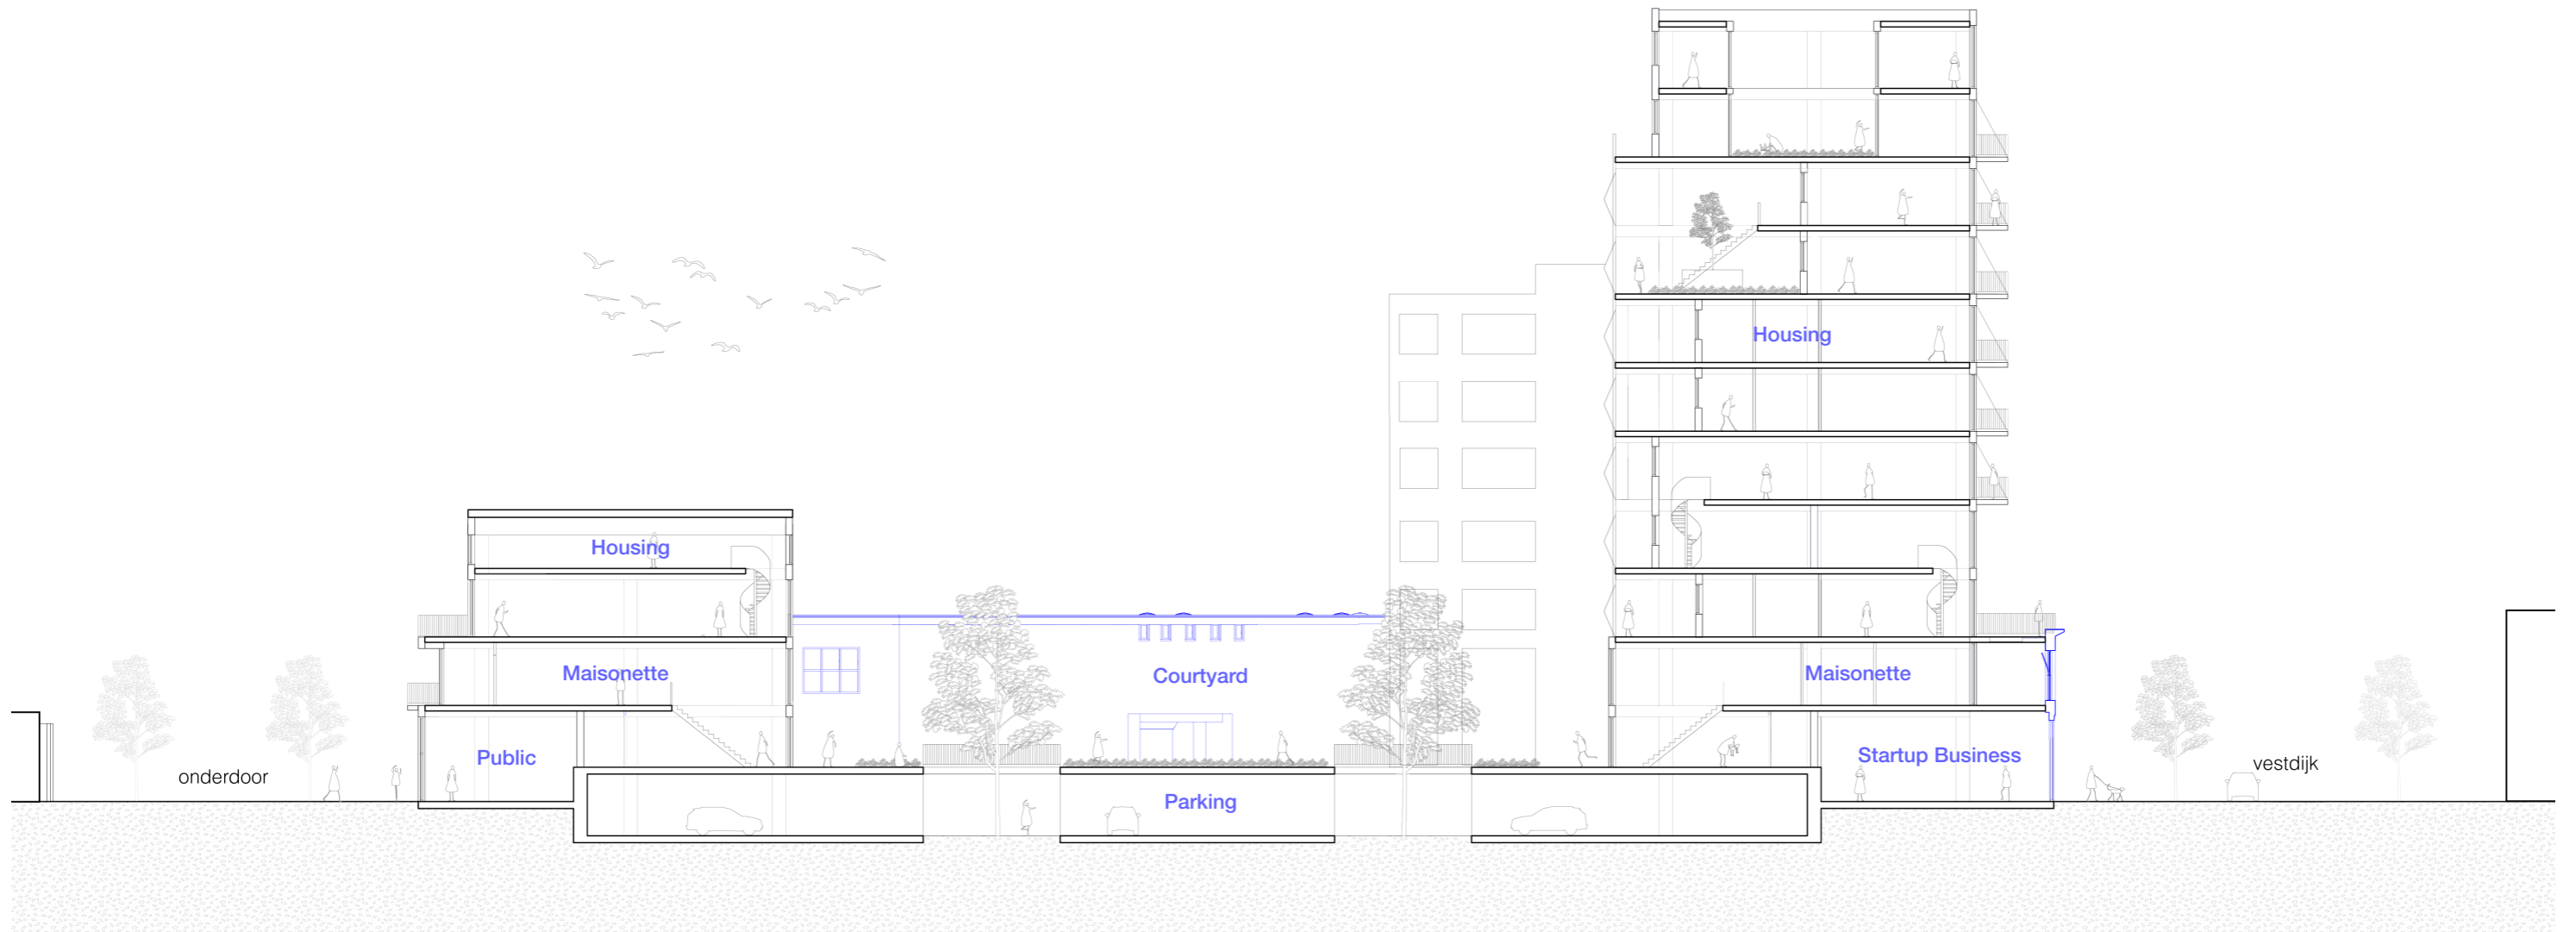 Housing
Housing
Maisonette
Courtyard
Maisonette
Public
Startup Business
onderdoor
vestdijk
Parking